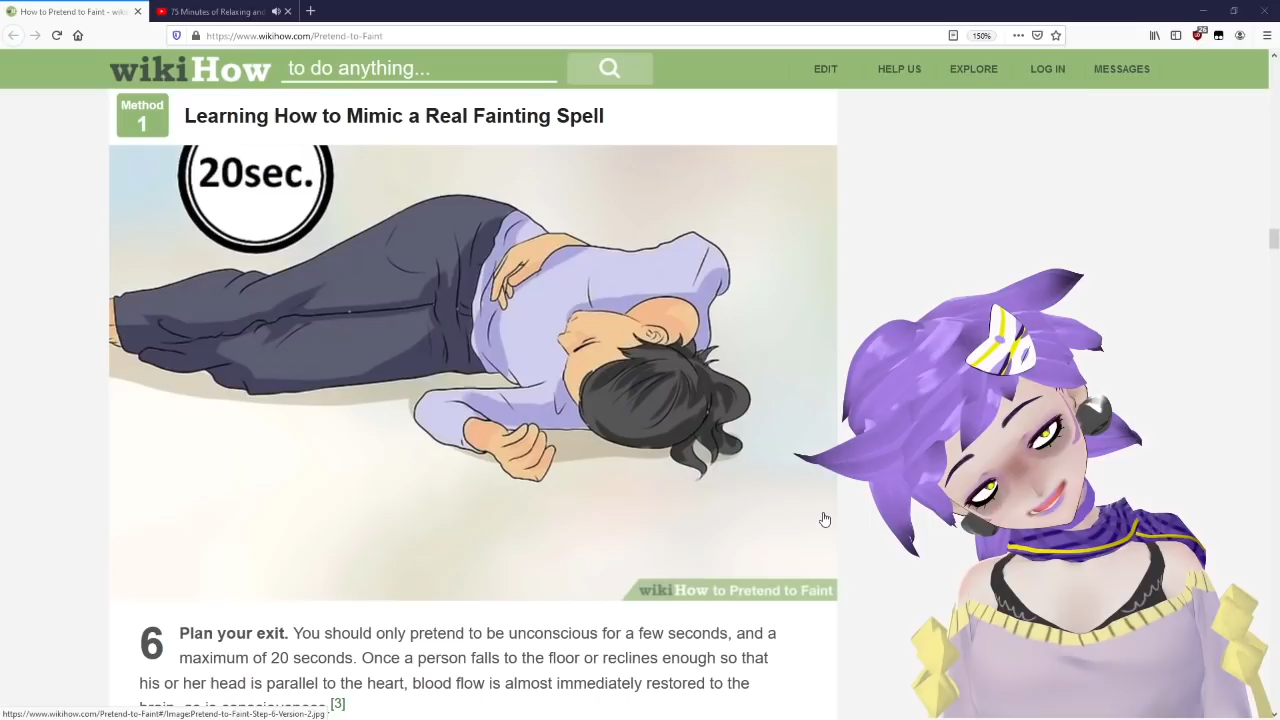 How to Pretend to Faint - wiki
75 Minutes of Relaxing and
https://www.wikihow.com/Pretend-to-Faint
150%
wikiHow
to do anything...
EDIT
HELP US
EXPLORE
LOG IN
MESSAGES
Method
1
Learning How to Mimic a Real Fainting Spell
20sec.
wikiHow to Pretend to Faint
6
Plan your exit. You should only pretend to be unconscious for a few seconds, and a
maximum of 20 seconds. Once a person falls to the floor or reclines enough so that
his or her head is parallel to the heart, blood flow is almost immediately restored to the
brain, as is consciousness.[3]
https://www.wikihow.com/Pretend-to-Faint#/Image:Pretend-to-Faint-Step-6-Version-2.jpg